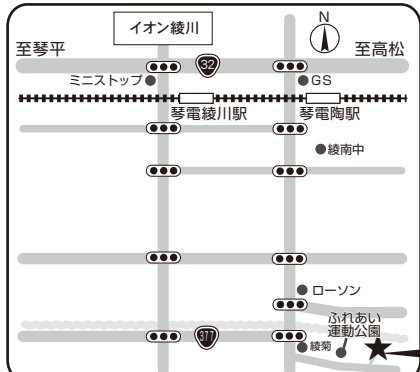 イオン綾川
N
至琴平
至高松
32
ミニストップ
GS
琴電綾川駅
琴電陶駅
綾南中
ローソン
ふれあい
運動公園
377
綾菊